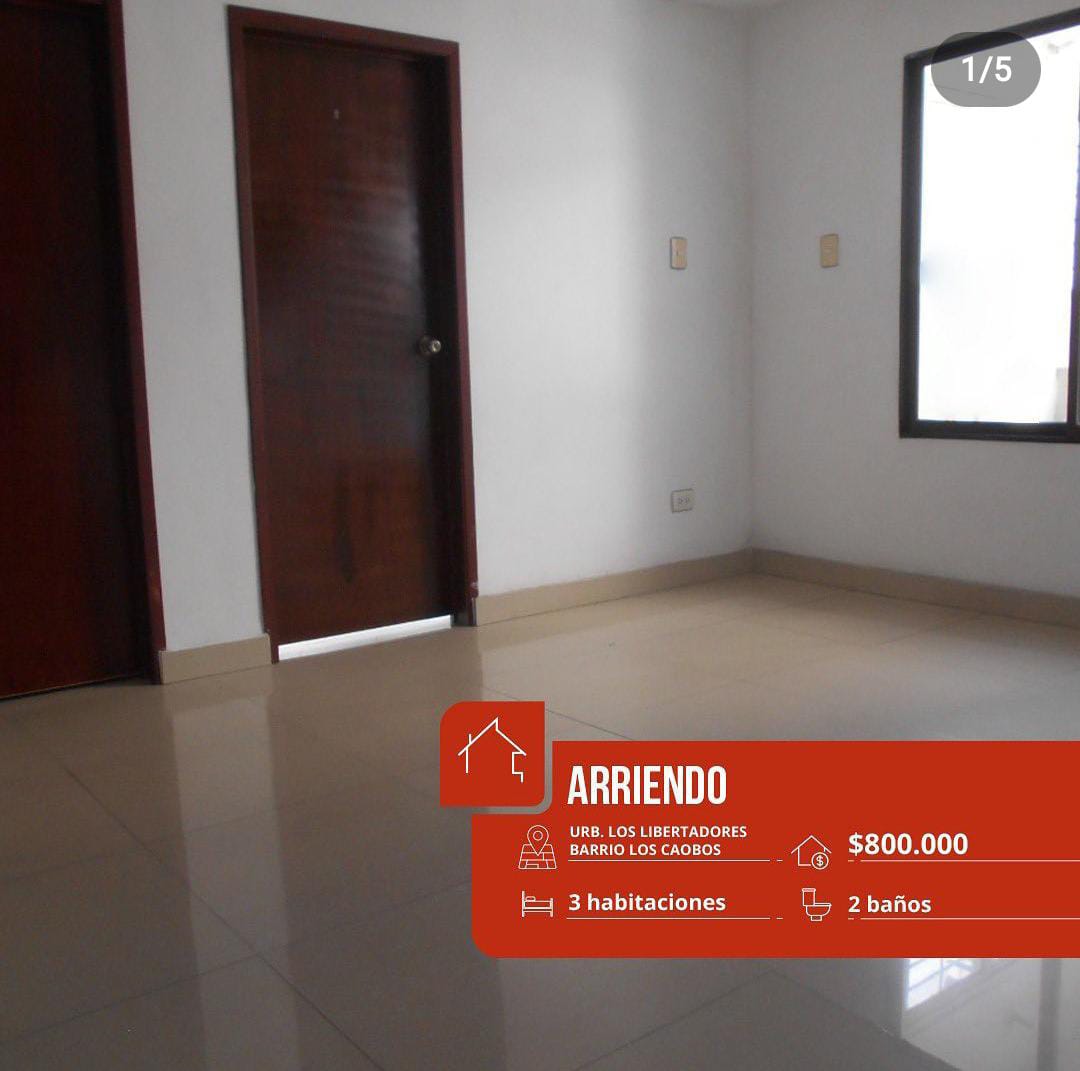 1/5
ARRIENDO
URB. LOS LIBERTADORES
BARRIO LOS CAOBOS
$800.000
3 habitaciones
2 baños